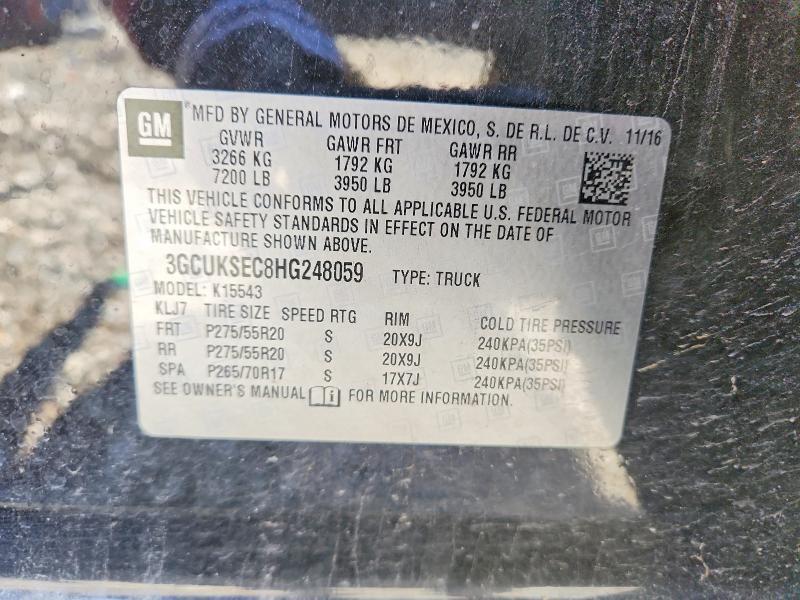 GM ® MFD BY GENERAL MOTORS DE MEXICO, S. DE R.L. DE C.V. 11/16
GVWR GAWR FRT GAWR RR
3266 KG 1792 KG 1792 KG
7200 LB 3950 LB 3950 LB
THIS VEHICLE CONFORMS TO ALL APPLICABLE U.S. FEDERAL MOTOR
VEHICLE SAFETY STANDARDS IN EFFECT ON THE DATE OF
MANUFACTURE SHOWN ABOVE.
3GCUKSEC8HG248059 TYPE: TRUCK
MODEL: K15543
KLJ7 TIRE SIZE SPEED RTG RIM COLD TIRE PRESSURE
FRT P275/55R20 S 20X9J 240KPA(35PSI)
RR P275/55R20 S 20X9J 240KPA(35PSI)
SPA P265/70R17 S 17X7J 240KPA(35PSI)
SEE OWNER'S MANUAL FOR MORE INFORMATION.